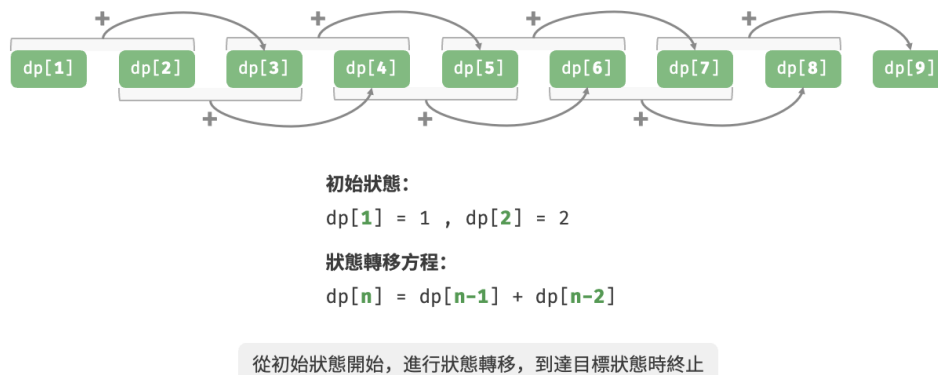 + + + +
dp[1] dp[2] dp[3] dp[4] dp[5] dp[6] dp[7] dp[8] dp[9]
+ + +
初始狀態：
dp[1] = 1 , dp[2] = 2
狀態轉移方程：
dp[n] = dp[n-1] + dp[n-2]
從初始狀態開始，進行狀態轉移，到達目標狀態時終止